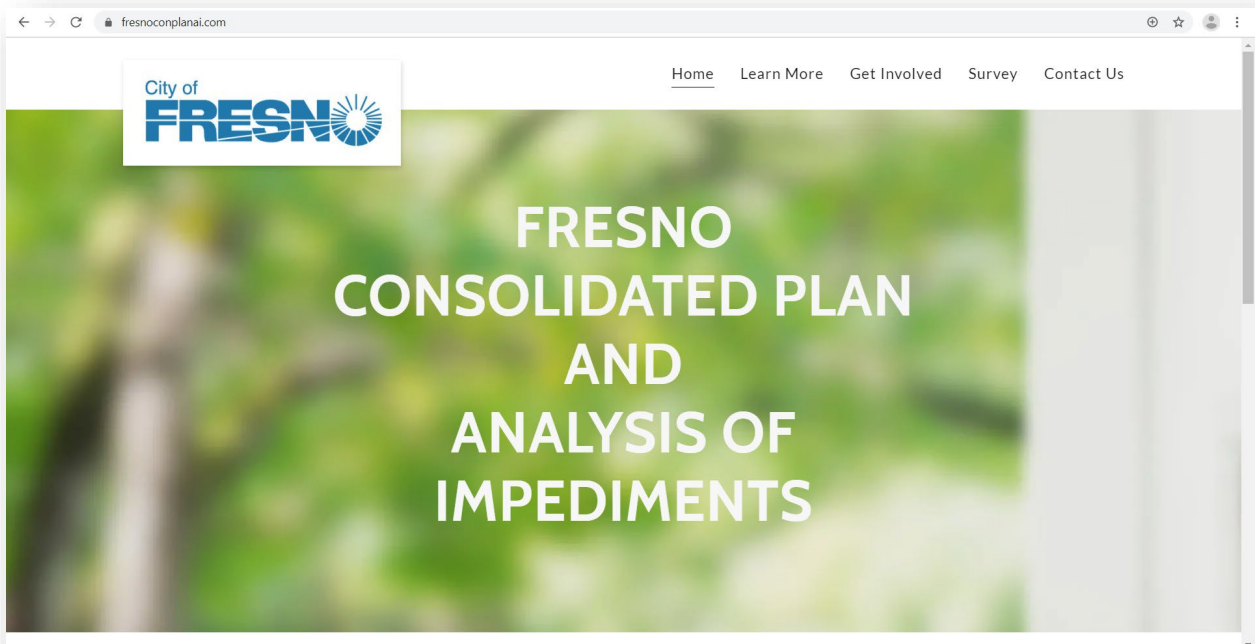 fresnoconplanai.com
Home Learn More Get Involved Survey Contact Us
City of
FRESNO
FRESNO
CONSOLIDATED PLAN
AND
ANALYSIS OF
IMPEDIMENTS